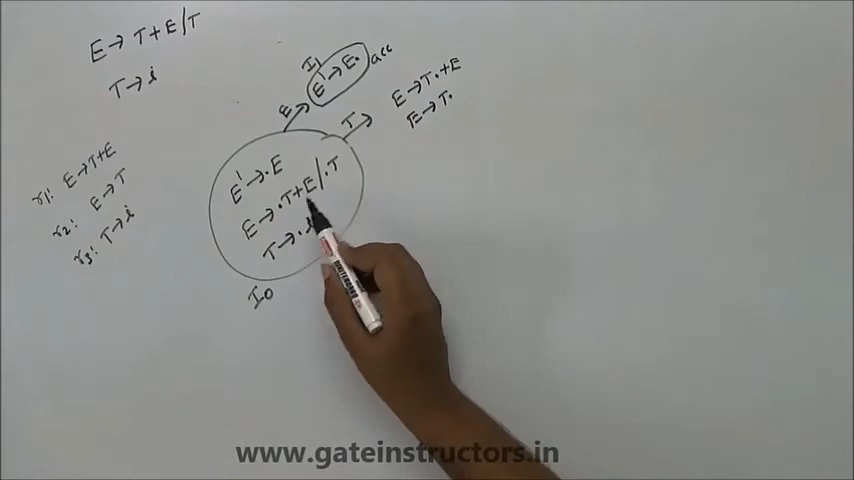 E→ T+E/T
T→i
r1: E→T+E
r2: E→T
r3: T→i
I1
E'→E.
acc
E
T
E→T.+E
E→T.
E'→.E
E→.T+E/.T
T→.i
I0
www.gateinstructors.in